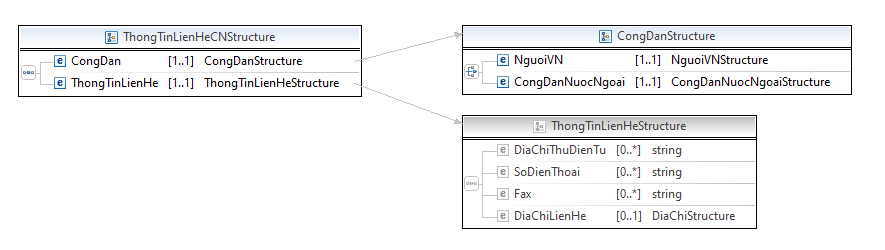 ThongTinLienHeCNStructure
e CongDan [1..1] CongDanStructure
e ThongTinLienHe [1..1] ThongTinLienHeStructure
CongDanStructure
e NguoiVN [1..1] NguoiVNStructure
e CongDanNuocNgoai [1..1] CongDanNuocNgoaiStructure
ThongTinLienHeStructure
e DiaChiThuDienTu [0..*] string
e SoDienThoai [0..*] string
e Fax [0..*] string
e DiaChiLienHe [0..1] DiaChiStructure